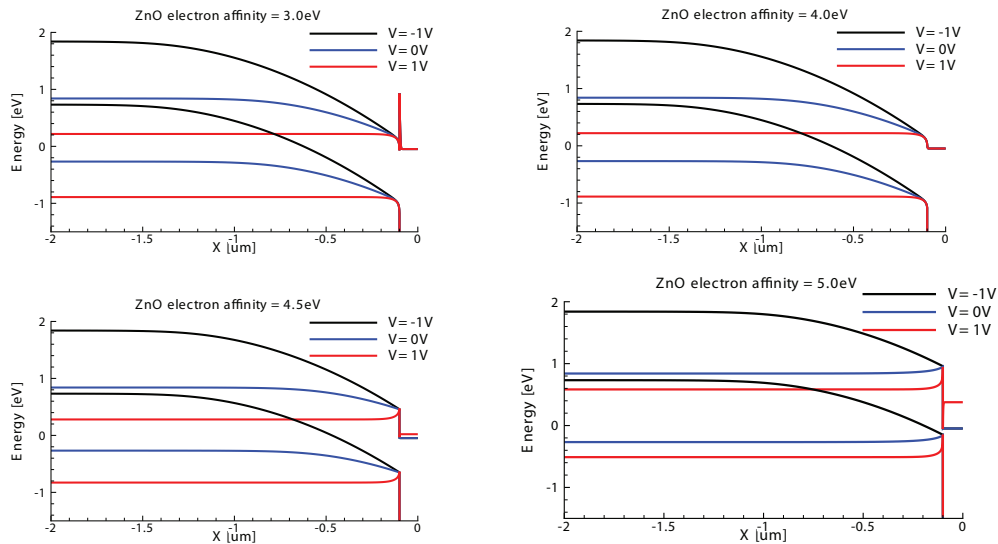 ZnO electron affinity = 3.0eV
V= -1V
V= 0V
V= 1V
Energy [eV]
2
1
0
-1
-2
-1.5
-1
-0.5
0
X [um]
ZnO electron affinity = 4.0eV
V= -1V
V= 0V
V= 1V
Energy [eV]
2
1
0
-1
-2
-1.5
-1
-0.5
0
X [um]
ZnO electron affinity = 4.5eV
V= -1V
V= 0V
V= 1V
Energy [eV]
2
1
0
-1
-2
-1.5
-1
-0.5
0
X [um]
ZnO electron affinity = 5.0eV
V= -1V
V= 0V
V= 1V
Energy [eV]
2
1
0
-1
-2
-1.5
-1
-0.5
0
X [um]